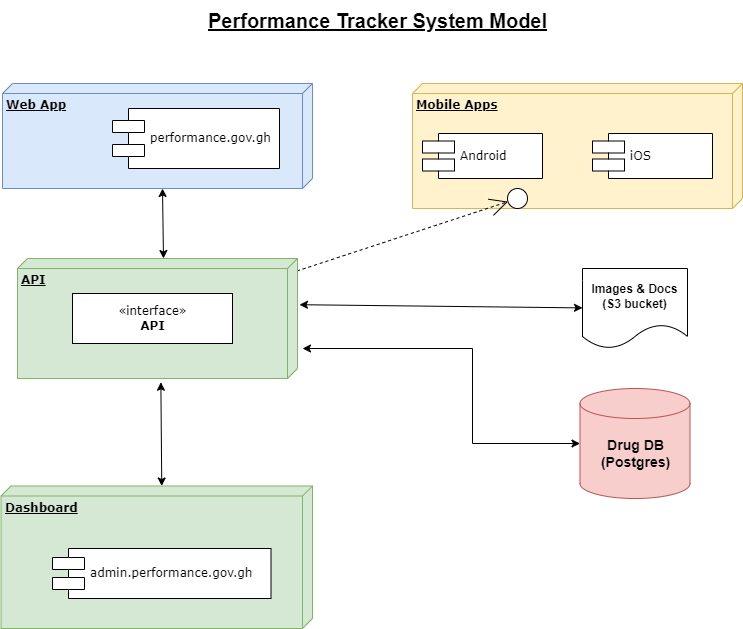 Performance Tracker System Model
Web App
performance.gov.gh
Mobile Apps
Android
iOS
API
«interface»
API
Images & Docs
(S3 bucket)
Drug DB
(Postgres)
Dashboard
admin.performance.gov.gh